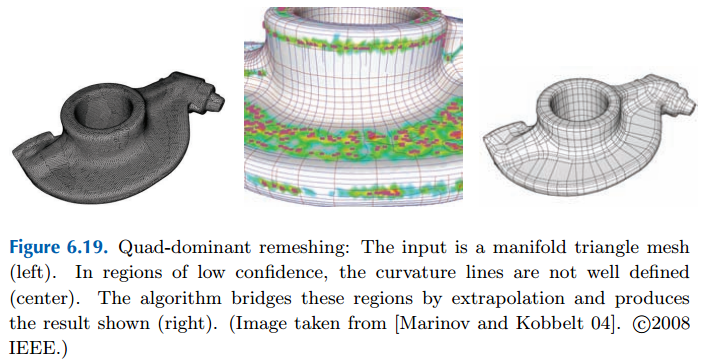 Figure 6.19. Quad-dominant remeshing: The input is a manifold triangle mesh
(left). In regions of low confidence, the curvature lines are not well defined
(center). The algorithm bridges these regions by extrapolation and produces
the result shown (right). (Image taken from [Marinov and Kobbelt 04]. ©2008
IEEE.)